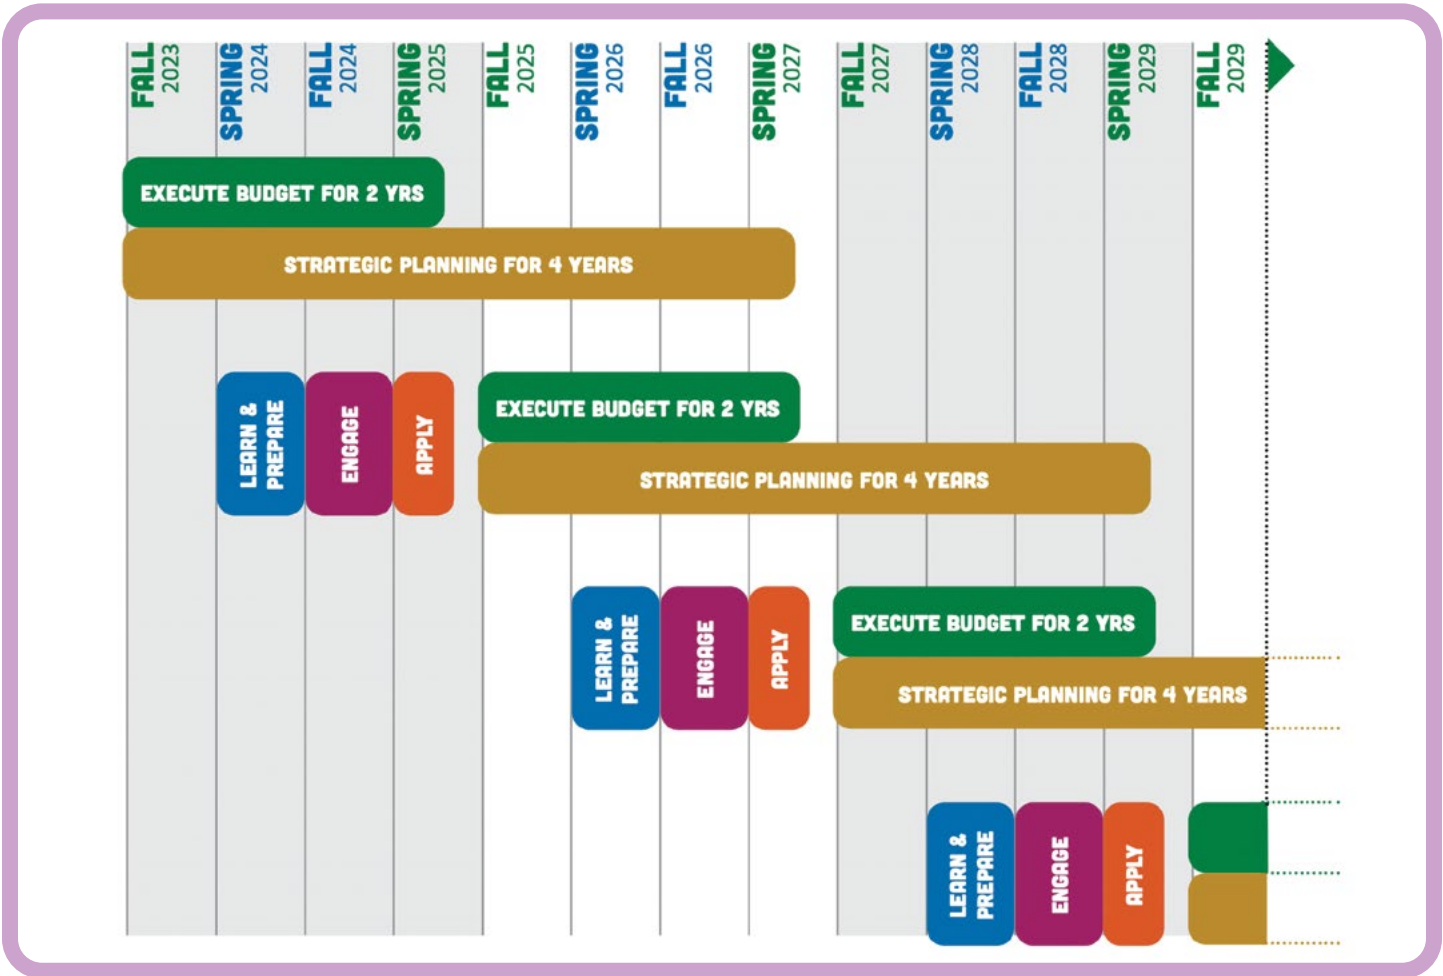 FALL
2023
SPRING
2024
FALL
2024
SPRING
2025
FALL
2025
SPRING
2026
FALL
2026
SPRING
2027
FALL
2027
SPRING
2028
FALL
2028
SPRING
2029
FALL
2029
EXECUTE BUDGET FOR 2 YRS
STRATEGIC PLANNING FOR 4 YEARS
LEARN &
PREPARE
ENGAGE
APPLY
EXECUTE BUDGET FOR 2 YRS
STRATEGIC PLANNING FOR 4 YEARS
LEARN &
PREPARE
ENGAGE
APPLY
EXECUTE BUDGET FOR 2 YRS
STRATEGIC PLANNING FOR 4 YEARS
LEARN &
PREPARE
ENGAGE
APPLY